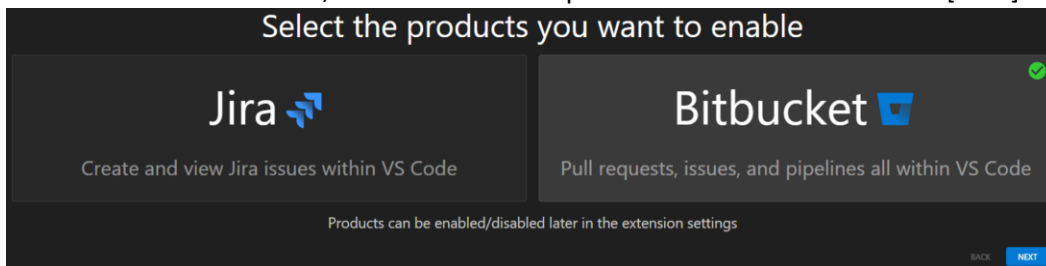 Select the products you want to enable
Jira
Bitbucket
Create and view Jira issues within VS Code
Pull requests, issues, and pipelines all within VS Code
Products can be enabled/disabled later in the extension settings
BACK NEXT